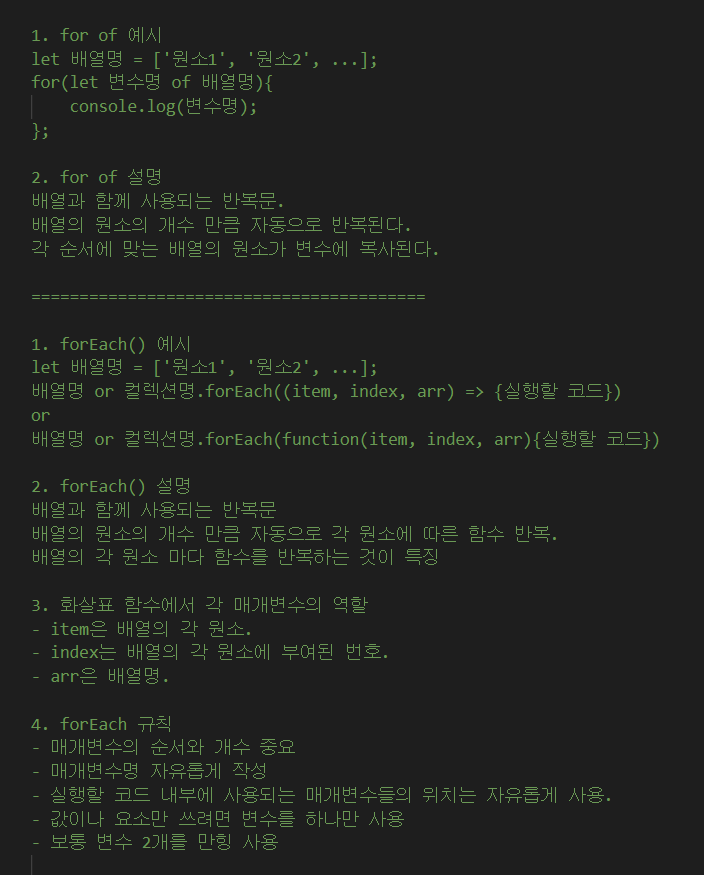 1. for of 예시
let 배열명 = ['원소1', '원소2', ...];
for(let 변수명 of 배열명){
    console.log(변수명);
};
2. for of 설명
배열과 함께 사용되는 반복문.
배열의 원소의 개수 만큼 자동으로 반복된다.
각 순서에 맞는 배열의 원소가 변수에 복사된다.
=========================================
1. forEach() 예시
let 배열명 = ['원소1', '원소2', ...];
배열명 or 컬렉션명.forEach((item, index, arr) => {실행할 코드})
or
배열명 or 컬렉션명.forEach(function(item, index, arr){실행할 코드})
2. forEach() 설명
배열과 함께 사용되는 반복문
배열의 원소의 개수 만큼 자동으로 각 원소에 따른 함수 반복.
배열의 각 원소 마다 함수를 반복하는 것이 특징
3. 화살표 함수에서 각 매개변수의 역할
- item은 배열의 각 원소.
- index는 배열의 각 원소에 부여된 번호.
- arr은 배열명.
4. forEach 규칙
- 매개변수의 순서와 개수 중요
- 매개변수명 자유롭게 작성
- 실행할 코드 내부에 사용되는 매개변수들의 위치는 자유롭게 사용.
- 값이나 요소만 쓰려면 변수를 하나만 사용
- 보통 변수 2개를 만힝 사용